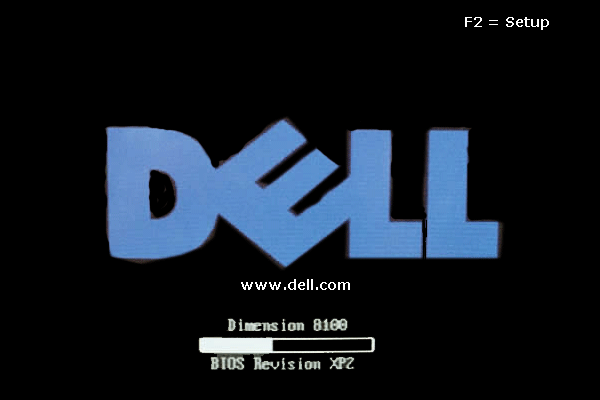 F2 = Setup
DELL
www.dell.com
Dimension 8100
BIOS Revision XP2